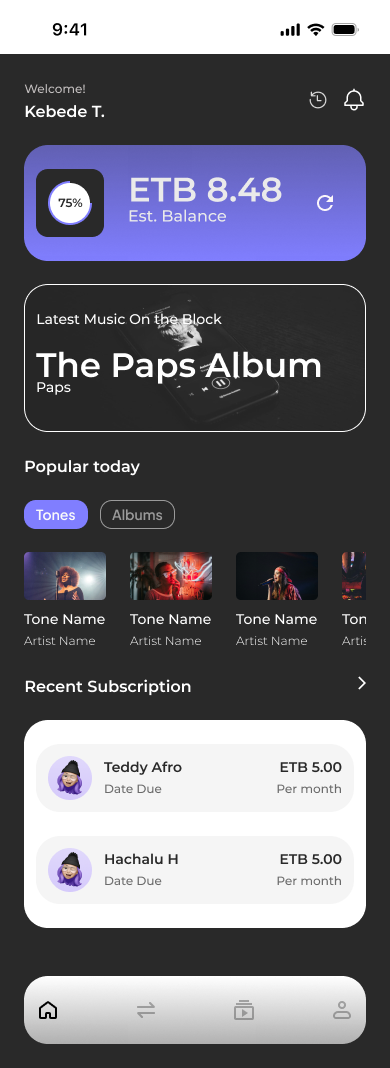 9:41
Welcome!
Kebede T.
75%
ETB 8.48
Est. Balance
Latest Music On the Block
The Paps Album
Paps
Popular today
Tones
Albums
Tone Name
Tone Name
Tone Name
Ton
Artist Name
Artist Name
Artist Name
Artis
Recent Subscription
Teddy Afro
ETB 5.00
Date Due
Per month
Hachalu H
ETB 5.00
Date Due
Per month